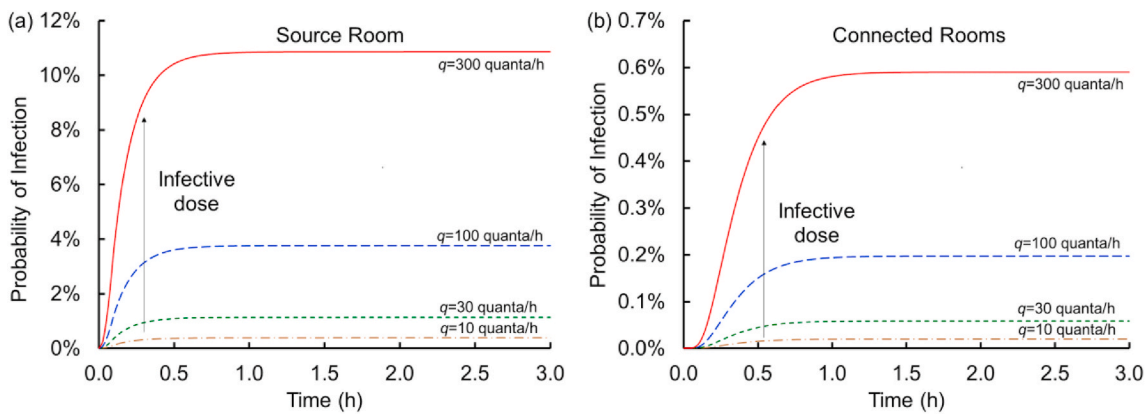 (a)
Source Room
Probability of Infection
12%
10%
8%
6%
4%
2%
0%
q=300 quanta/h
Infective
dose
q=100 quanta/h
q=30 quanta/h
q=10 quanta/h
0.0 0.5 1.0 1.5 2.0 2.5 3.0
Time (h)
(b)
Connected Rooms
Probability of Infection
0.7%
0.6%
0.5%
0.4%
0.3%
0.2%
0.1%
0.0%
q=300 quanta/h
Infective
dose
q=100 quanta/h
q=30 quanta/h
q=10 quanta/h
0.0 0.5 1.0 1.5 2.0 2.5 3.0
Time (h)